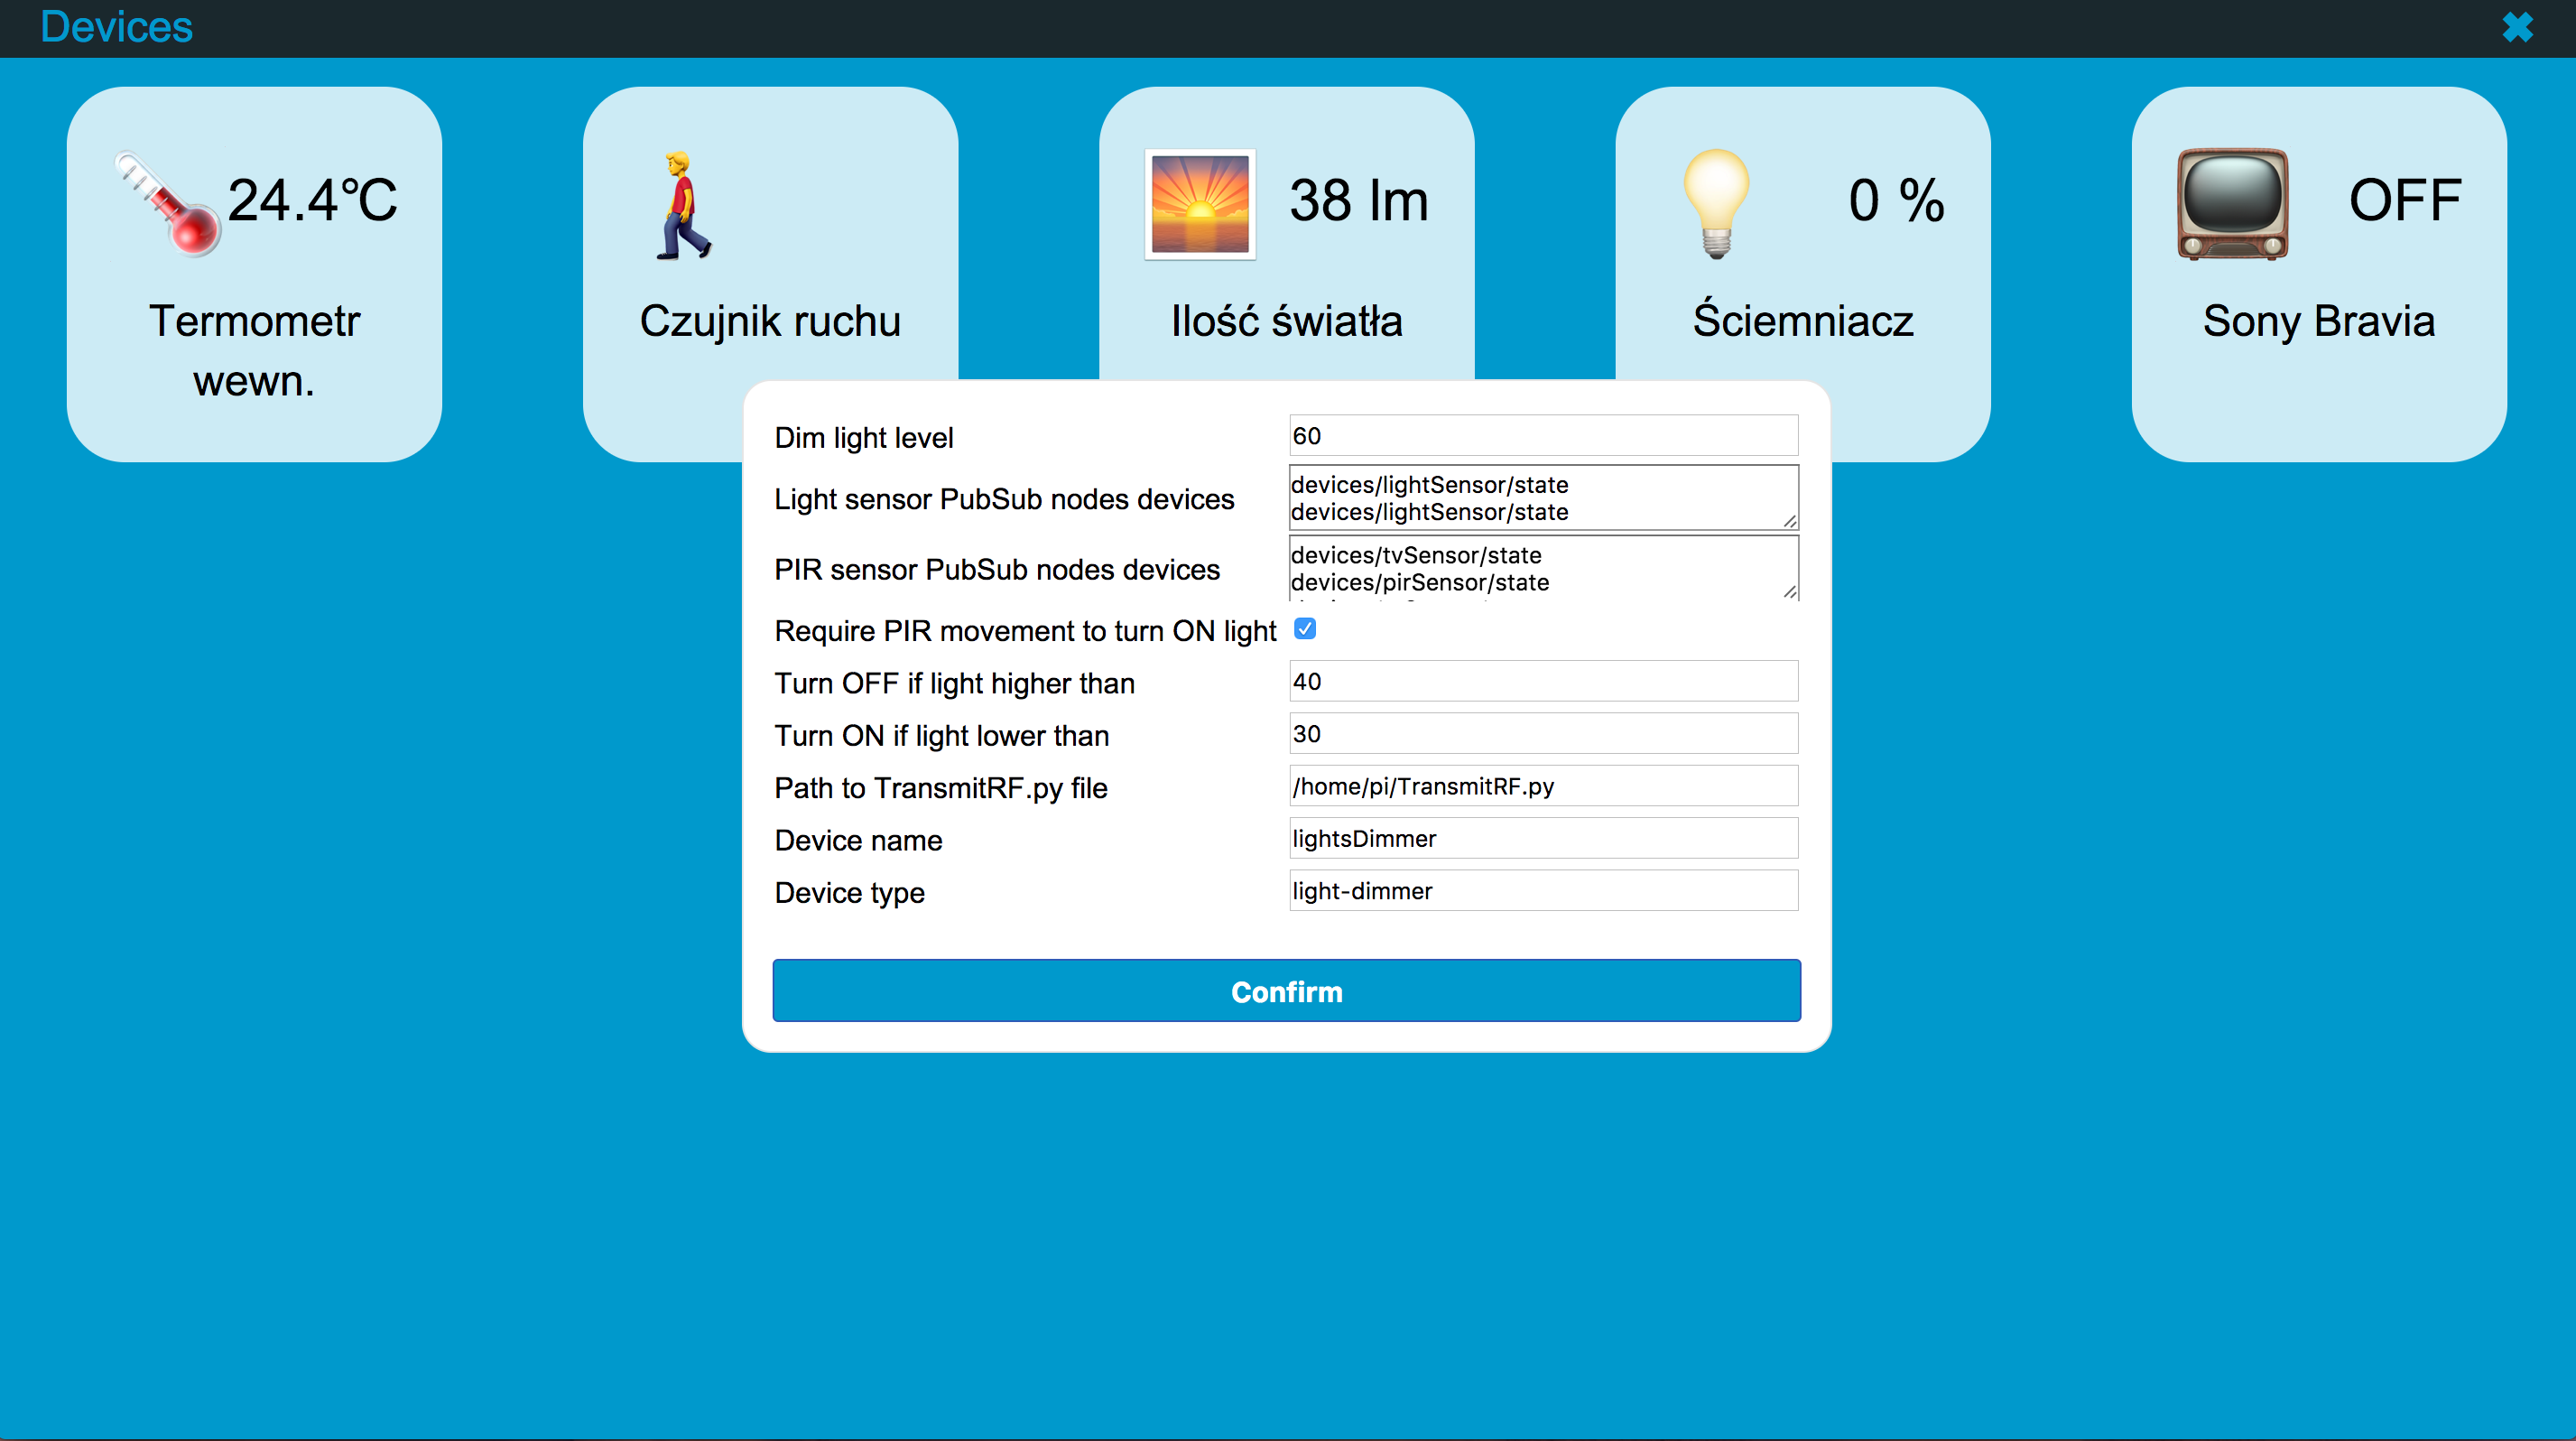 Devices
24.4°C
Termometr
wewn.
Czujnik ruchu
38 lm
Ilość światła
0 %
Ściemniacz
OFF
Sony Bravia
Dim light level
60
Light sensor PubSub nodes devices
devices/lightSensor/state
devices/lightSensor/state
PIR sensor PubSub nodes devices
devices/tvSensor/state
devices/pirSensor/state
Require PIR movement to turn ON light
Turn OFF if light higher than
40
Turn ON if light lower than
30
Path to TransmitRF.py file
/home/pi/TransmitRF.py
Device name
lightsDimmer
Device type
light-dimmer
Confirm